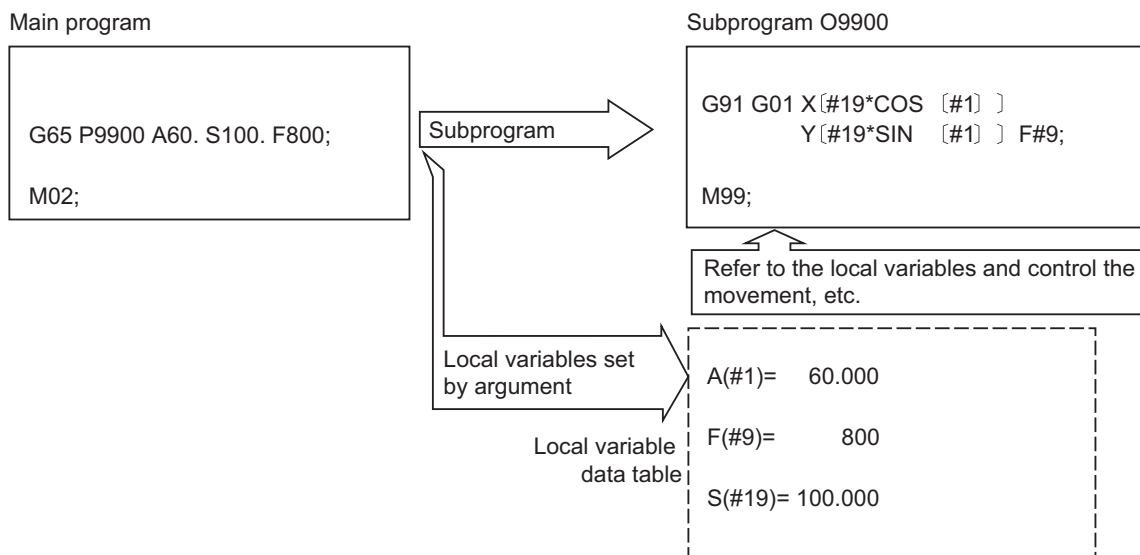 Main program
G65 P9900 A60. S100. F800;
M02;
Subprogram
Subprogram O9900
G91 G01 X〔#19*COS 〔#1〕 〕
Y〔#19*SIN 〔#1〕 〕 F#9;
M99;
Refer to the local variables and control the
movement, etc.
Local variables set
by argument
Local variable
data table
A(#1)= 60.000
F(#9)= 800
S(#19)= 100.000